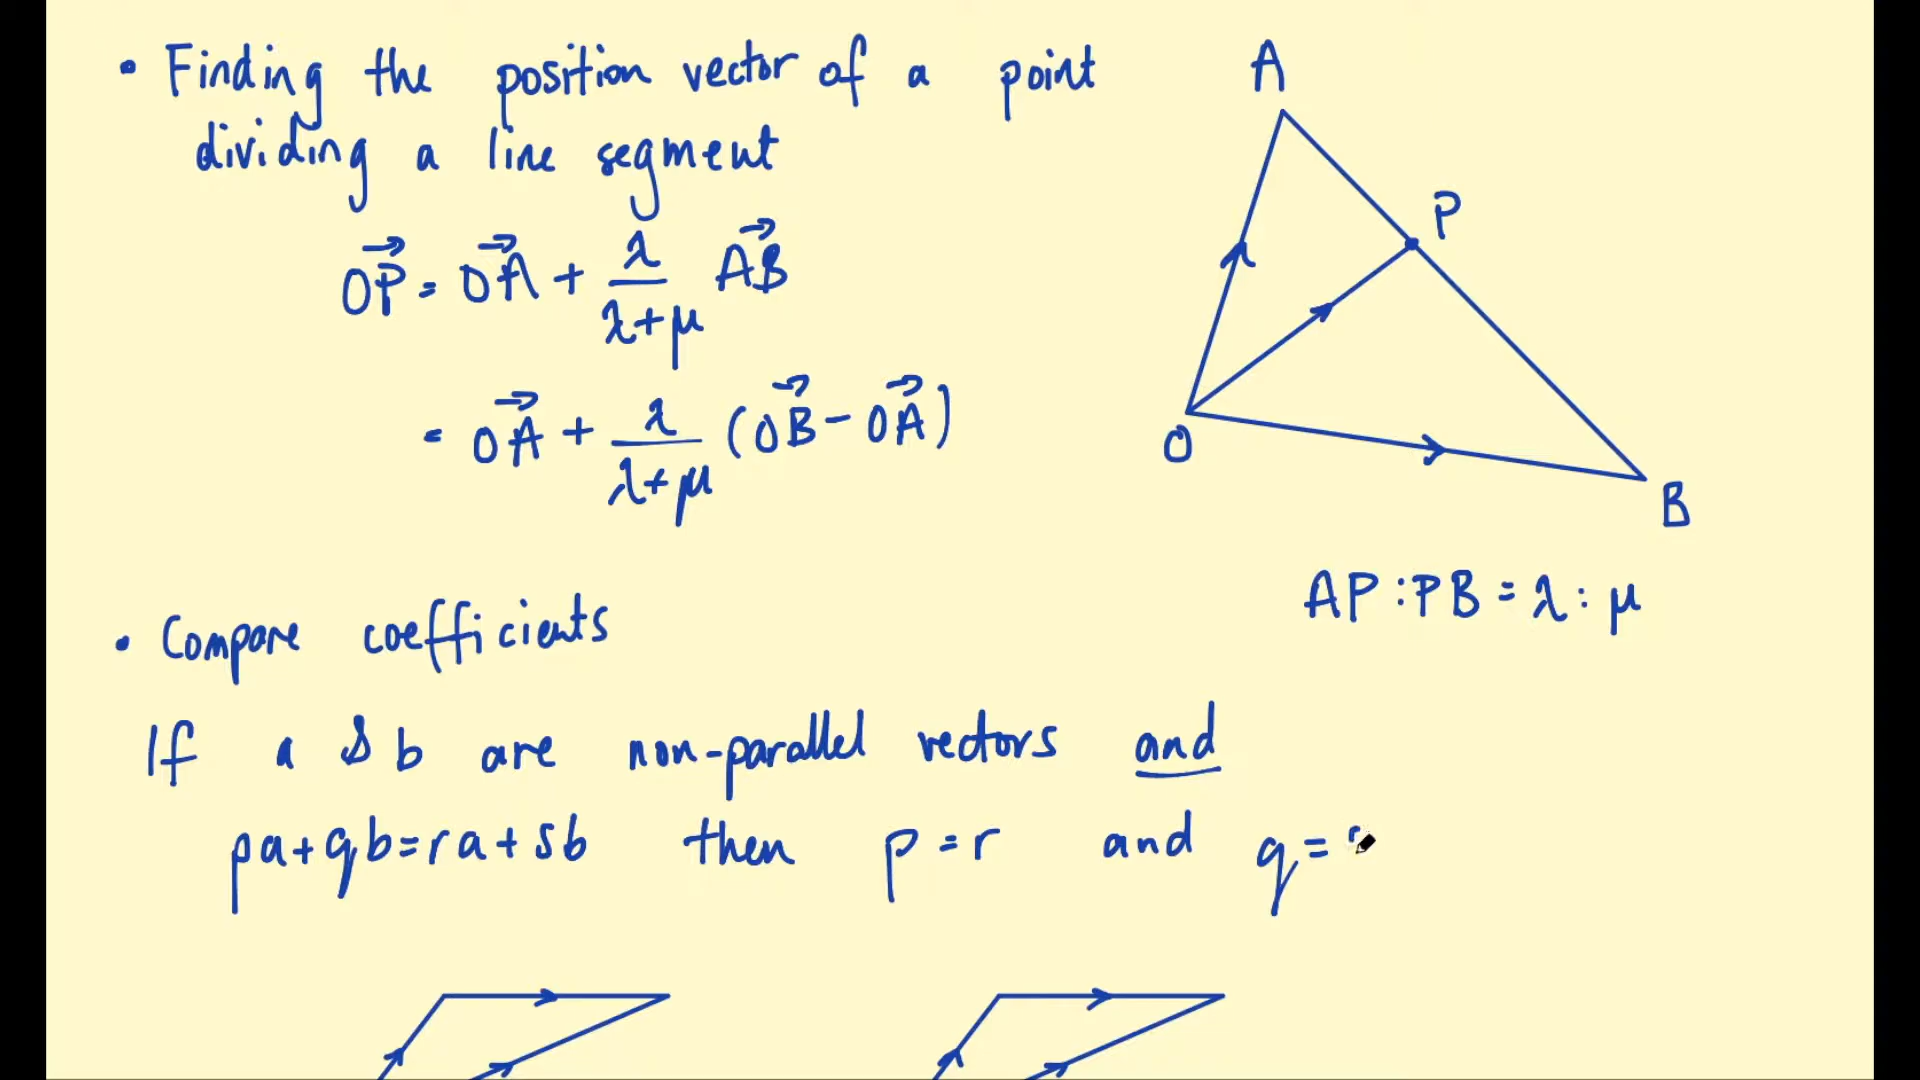 • Finding the position vector of a point
dividing a line segment
OP→ = OA→ + λ/(λ+μ) AB→
= OA→ + λ/(λ+μ) (OB→ - OA→)
A
P
O
B
AP : PB = λ : μ
• Compare coefficients
If a & b are non-parallel vectors and
pa + qb = ra + sb then p = r and q =